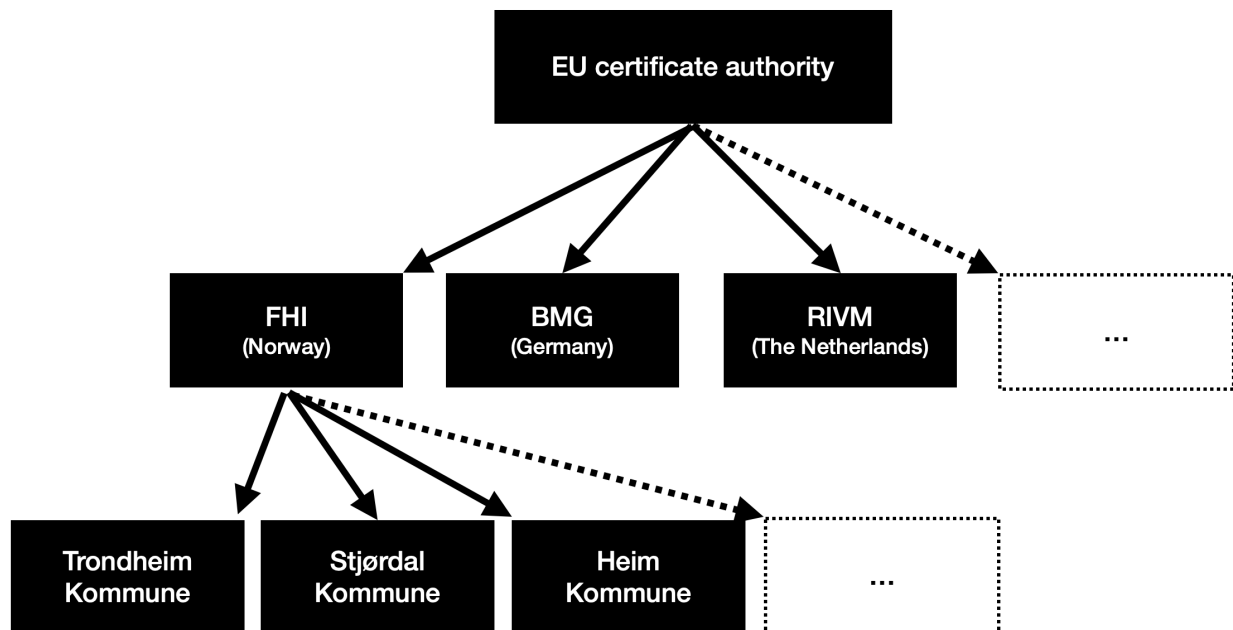 EU certificate authority
FHI
(Norway)
BMG
(Germany)
RIVM
(The Netherlands)
...
Trondheim
Kommune
Stjørdal
Kommune
Heim
Kommune
...